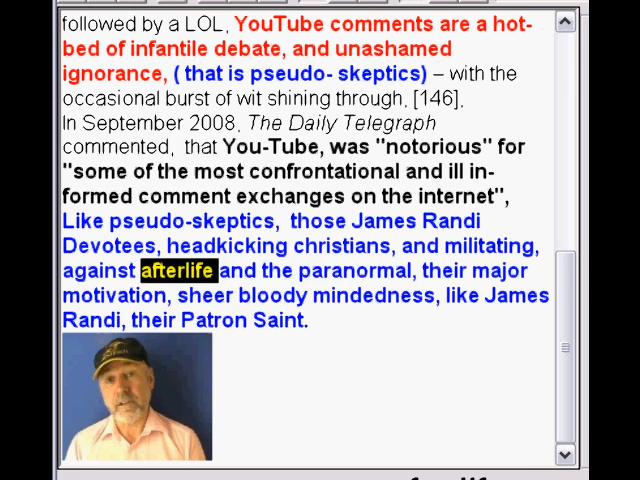 followed by a LOL, YouTube comments are a hot-
bed of infantile debate, and unashamed
ignorance, ( that is pseudo- skeptics) – with the
occasional burst of wit shining through, [146],
In September 2008, The Daily Telegraph
commented, that You-Tube, was "notorious" for
"some of the most confrontational and ill in-
formed comment exchanges on the internet",
Like pseudo-skeptics, those James Randi
Devotees, headkicking christians, and militating,
against afterlife and the paranormal, their major
motivation, sheer bloody mindedness, like James
Randi, their Patron Saint.